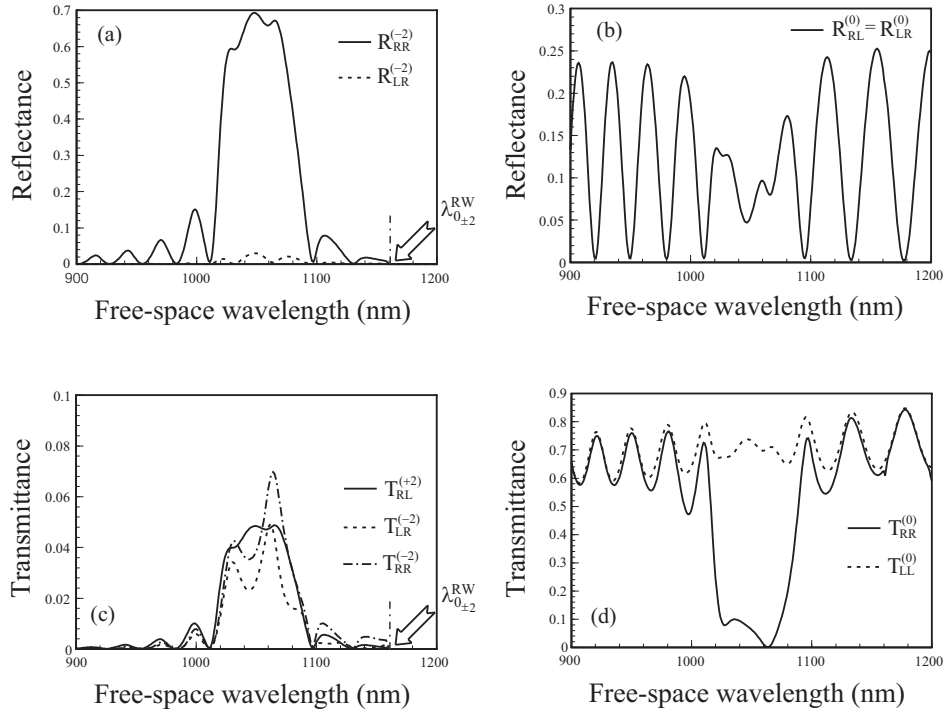 (a)
R_RR^(-2)
R_LR^(-2)
λ_0±2^RW
Reflectance
0.7
0.6
0.5
0.4
0.3
0.2
0.1
0
900
1000
1100
1200
Free-space wavelength (nm)
(b)
R_RL^(0) = R_LR^(0)
Reflectance
0.3
0.25
0.2
0.15
0.1
0.05
0
900
1000
1100
1200
Free-space wavelength (nm)
(c)
T_RL^(+2)
T_LR^(-2)
T_RR^(-2)
λ_0±2^RW
Transmittance
0.1
0.08
0.06
0.04
0.02
0
900
1000
1100
1200
Free-space wavelength (nm)
(d)
T_RR^(0)
T_LL^(0)
Transmittance
0.9
0.8
0.7
0.6
0.5
0.4
0.3
0.2
0.1
0
900
1000
1100
1200
Free-space wavelength (nm)